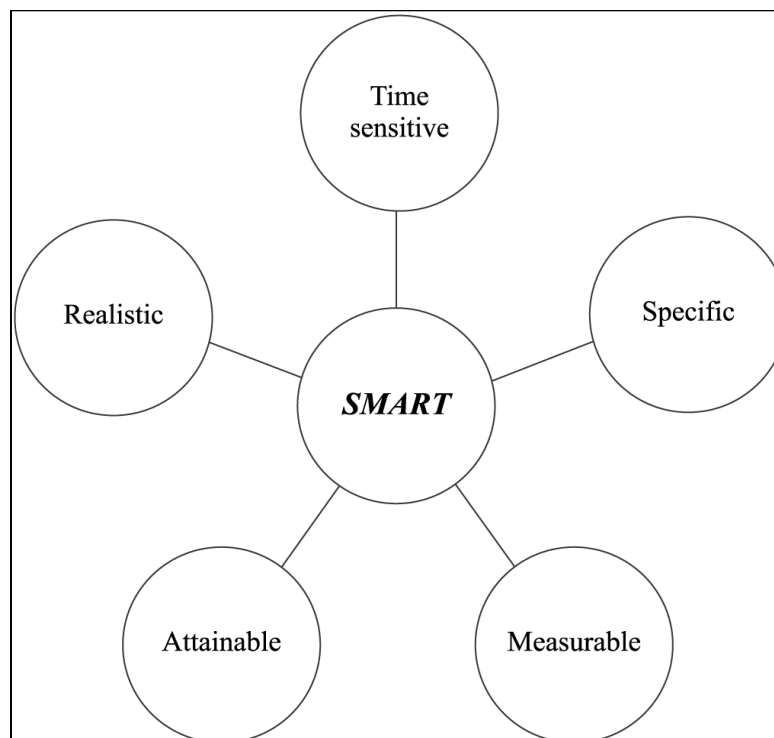 Time
sensitive
Realistic
Specific
SMART
Attainable
Measurable